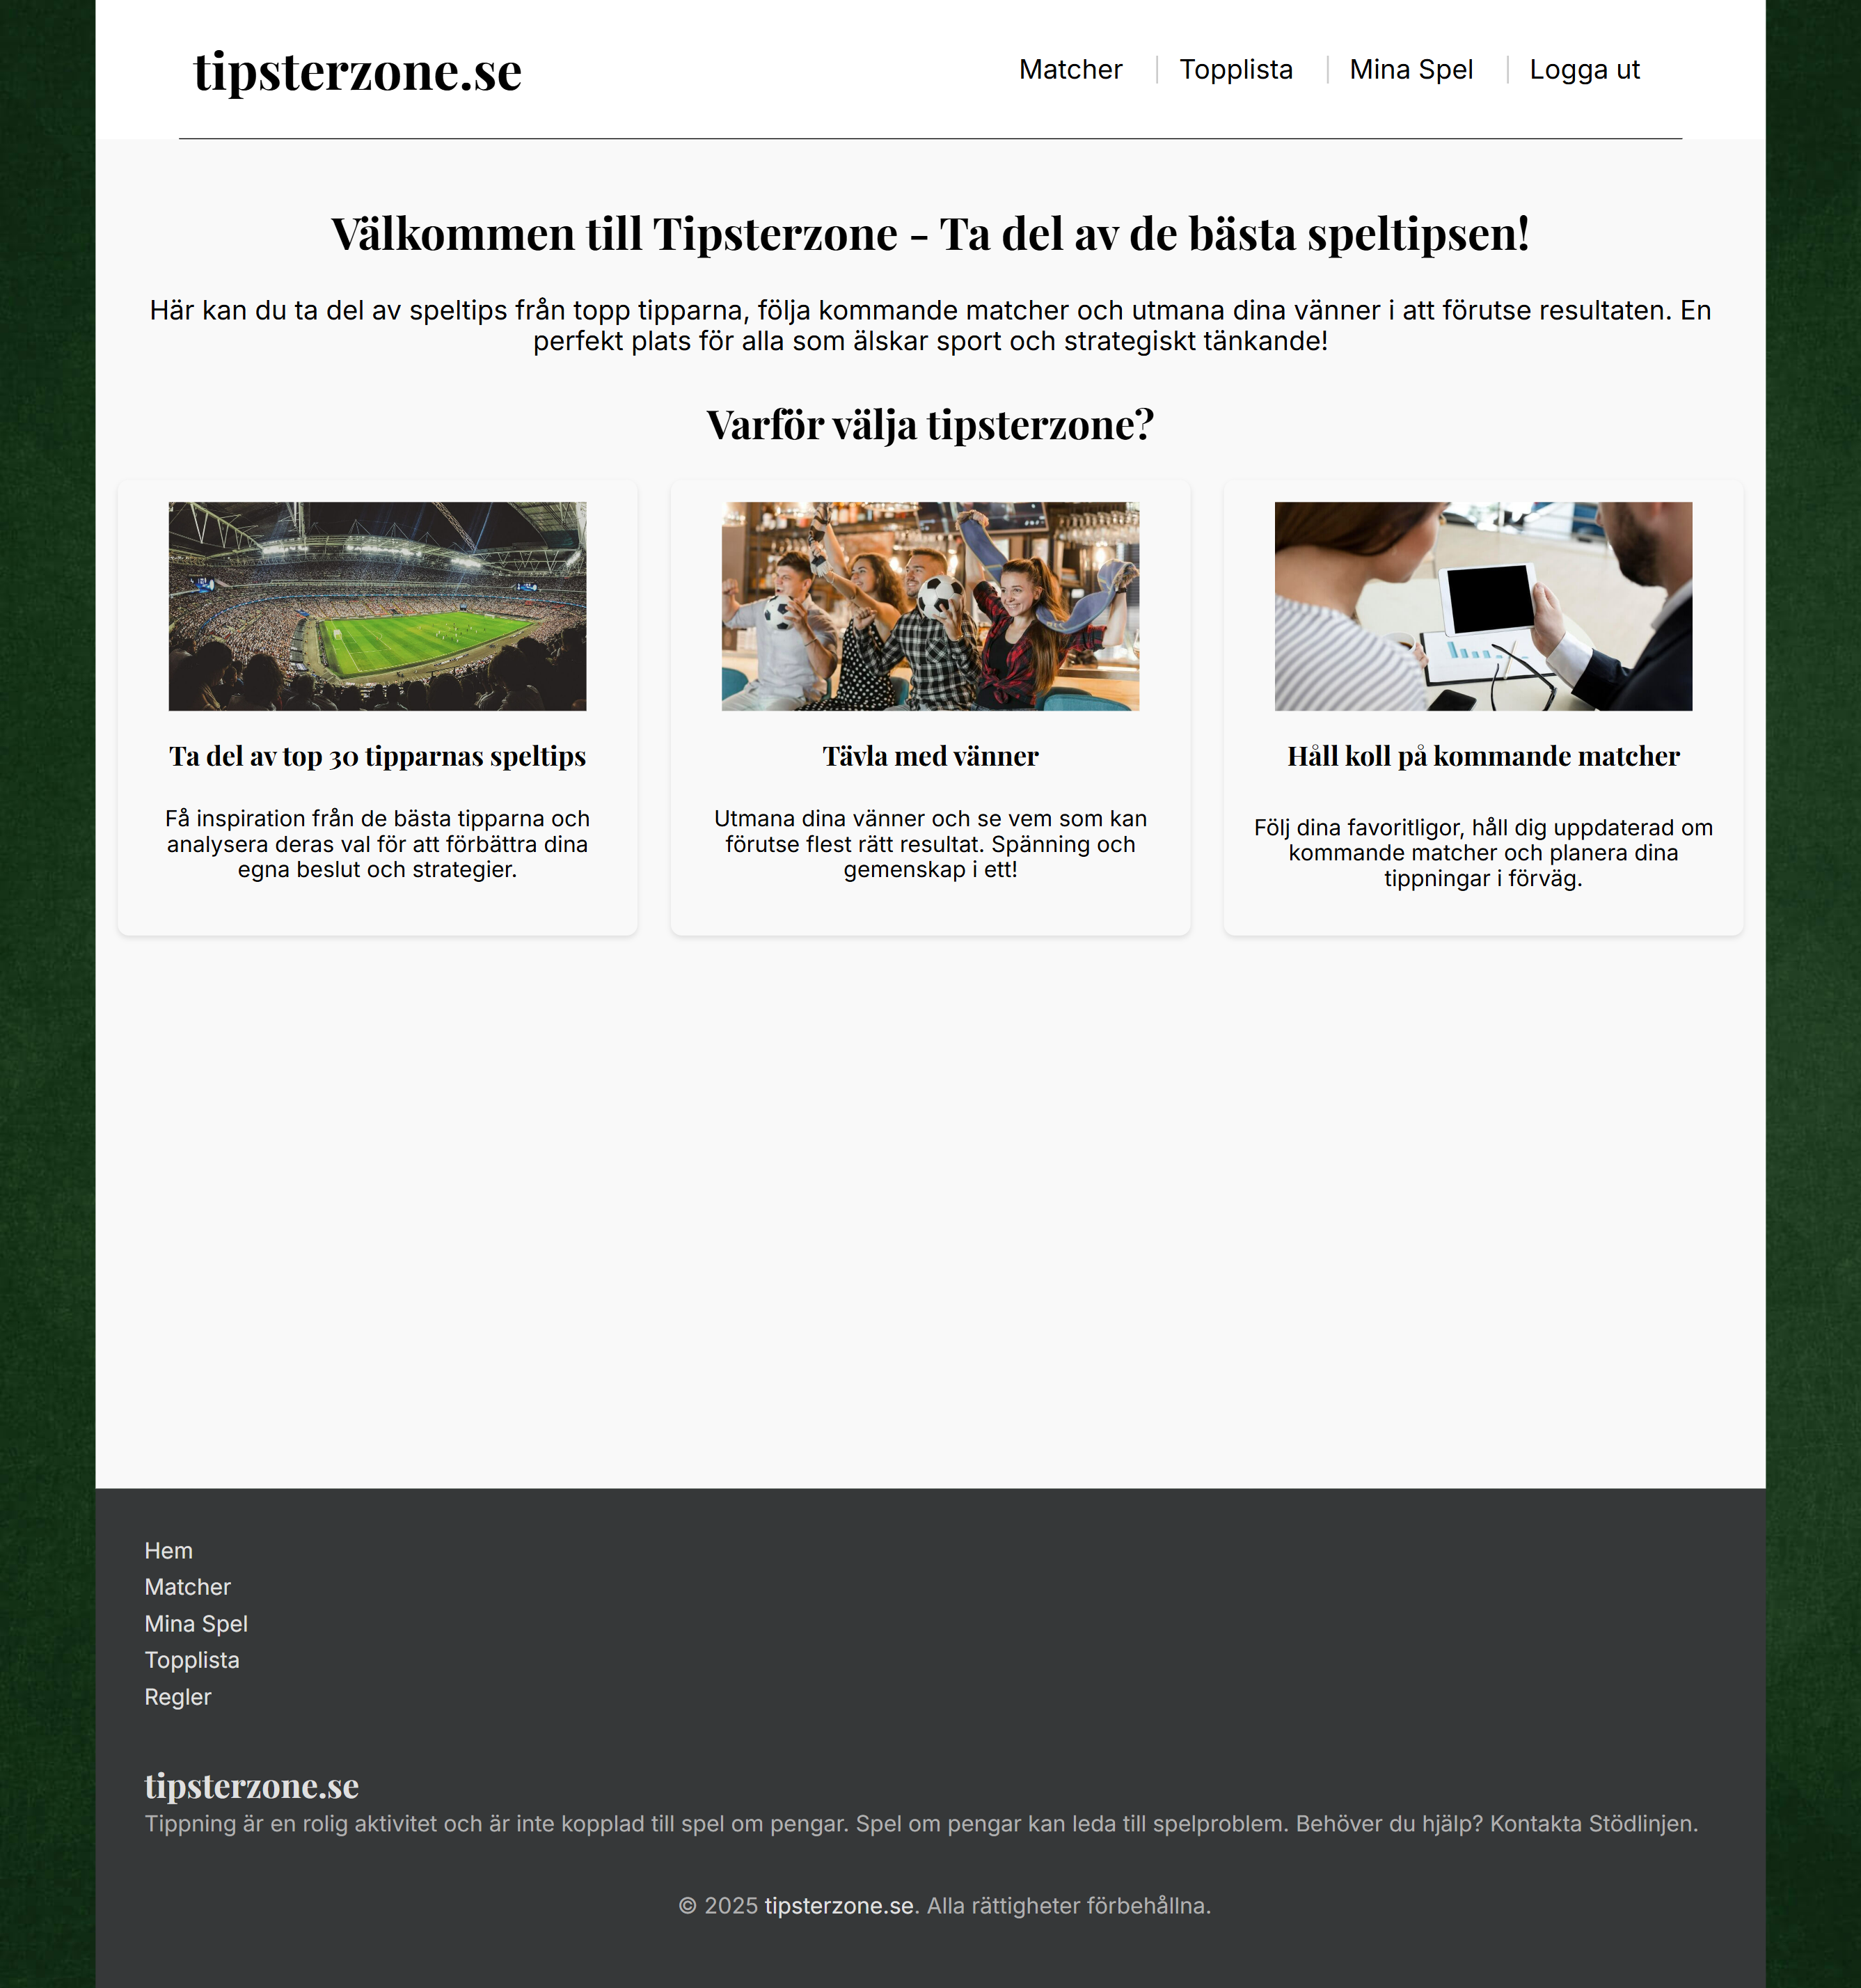 tipsterzone.se
Matcher
Topplista
Mina Spel
Logga ut
Välkommen till Tipsterzone - Ta del av de bästa speltipsen!
Här kan du ta del av speltips från topp tipparna, följa kommande matcher och utmana dina vänner i att förutse resultaten. En
perfekt plats för alla som älskar sport och strategiskt tänkande!
Varför välja tipsterzone?
Ta del av top 30 tipparnas speltips
Få inspiration från de bästa tipparna och
analysera deras val för att förbättra dina
egna beslut och strategier.
Tävla med vänner
Utmana dina vänner och se vem som kan
förutse flest rätt resultat. Spänning och
gemenskap i ett!
Håll koll på kommande matcher
Följ dina favoritligor, håll dig uppdaterad om
kommande matcher och planera dina
tippningar i förväg.
Hem
Matcher
Mina Spel
Topplista
Regler
tipsterzone.se
Tippning är en rolig aktivitet och är inte kopplad till spel om pengar. Spel om pengar kan leda till spelproblem. Behöver du hjälp? Kontakta Stödlinjen.
© 2025 tipsterzone.se. Alla rättigheter förbehållna.